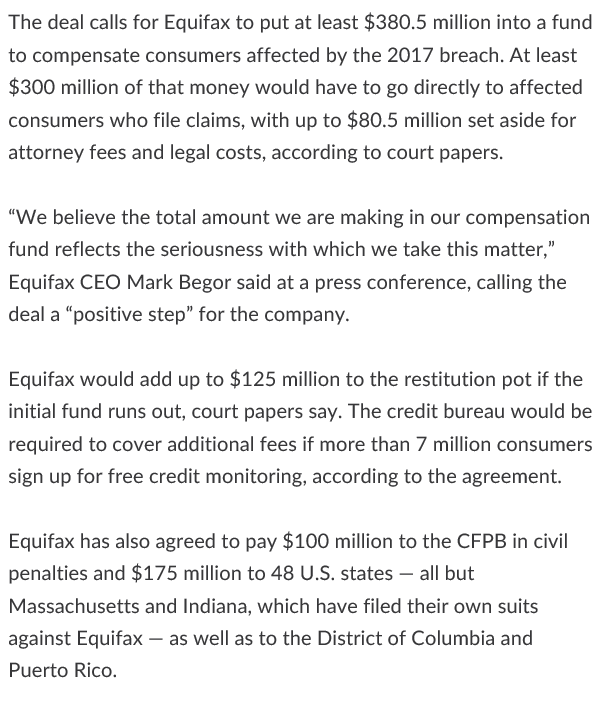 The deal calls for Equifax to put at least $380.5 million into a fund
to compensate consumers affected by the 2017 breach. At least
$300 million of that money would have to go directly to affected
consumers who file claims, with up to $80.5 million set aside for
attorney fees and legal costs, according to court papers.
“We believe the total amount we are making in our compensation
fund reflects the seriousness with which we take this matter,”
Equifax CEO Mark Begor said at a press conference, calling the
deal a “positive step” for the company.
Equifax would add up to $125 million to the restitution pot if the
initial fund runs out, court papers say. The credit bureau would be
required to cover additional fees if more than 7 million consumers
sign up for free credit monitoring, according to the agreement.
Equifax has also agreed to pay $100 million to the CFPB in civil
penalties and $175 million to 48 U.S. states — all but
Massachusetts and Indiana, which have filed their own suits
against Equifax — as well as to the District of Columbia and
Puerto Rico.